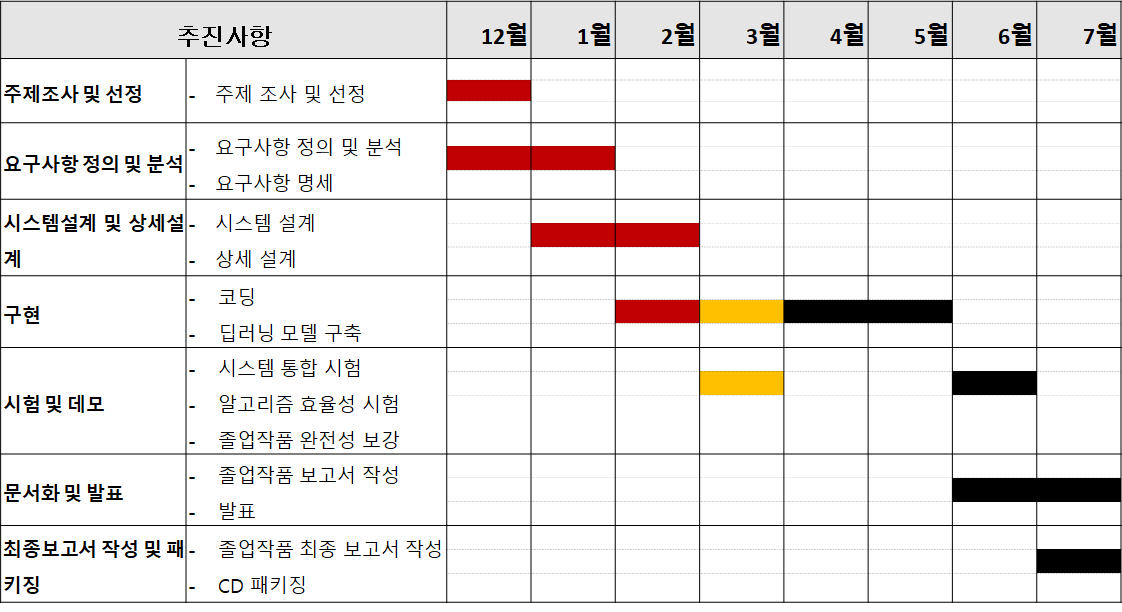 추진사항 12월 1월 2월 3월 4월 5월 6월 7월
주제조사 및 선정
- 주제 조사 및 선정
요구사항 정의 및 분석
- 요구사항 정의 및 분석
- 요구사항 명세
시스템설계 및 상세설
계
- 시스템 설계
- 상세 설계
구현
- 코딩
- 딥러닝 모델 구축
시험 및 데모
- 시스템 통합 시험
- 알고리즘 효율성 시험
- 졸업작품 완전성 보강
문서화 및 발표
- 졸업작품 보고서 작성
- 발표
최종보고서 작성 및 패
키징
- 졸업작품 최종 보고서 작성
- CD 패키징